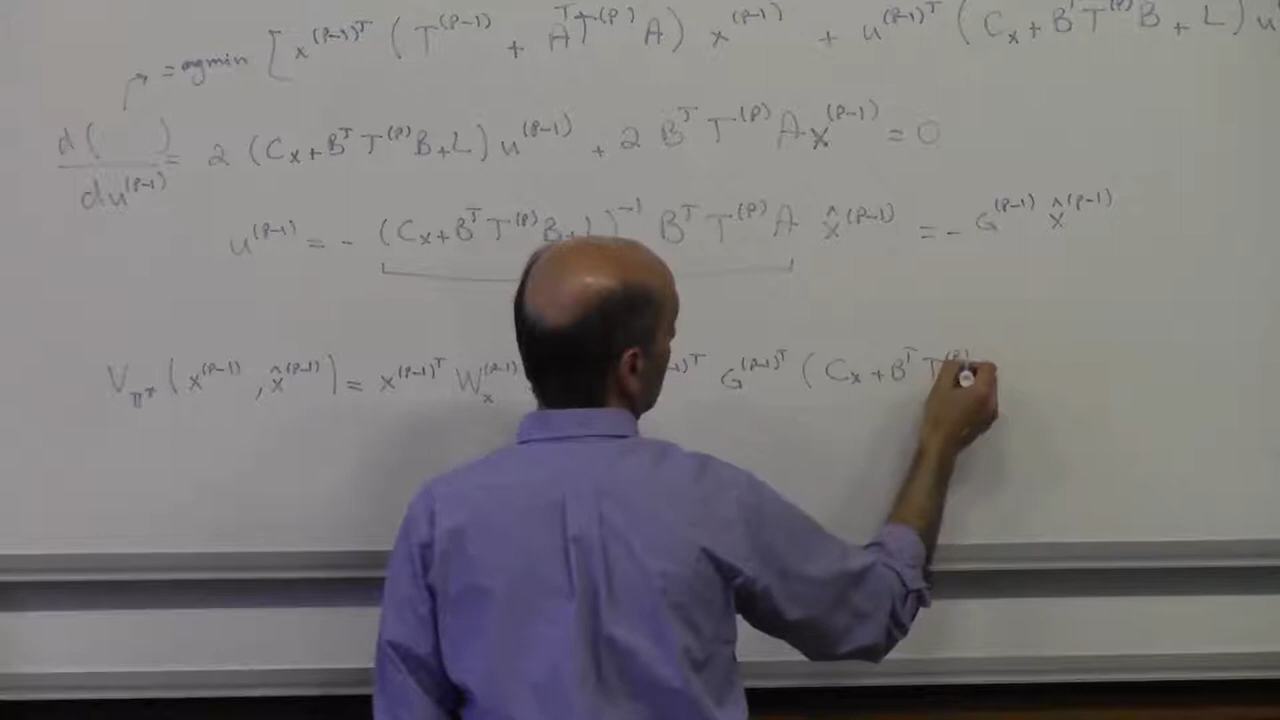 = argmin [ x^{(P-1)^T} ( T^{(P-1)} + A^T T^{(P)} A ) x^{(P-1)} + u^{(P-1)^T} ( C_x + B^T T^{(P)} B + L ) u
d( ) / du^{(P-1)} = 2 (C_x + B^T T^{(P)} B + L) u^{(P-1)} + 2 B^T T^{(P)} A x^{(P-1)} = 0
u^{(P-1)} = - (C_x + B^T T^{(P)} B + L)^{-1} B^T T^{(P)} A x̂^{(P-1)} = - G^{(P-1)} x̂^{(P-1)}
V_{π*} ( x^{(P-1)} , x̂^{(P-1)} ) = x^{(P-1)^T} W_x^{(P-1)} G^{(P-1)^T} ( C_x + B^T T^{(P)}